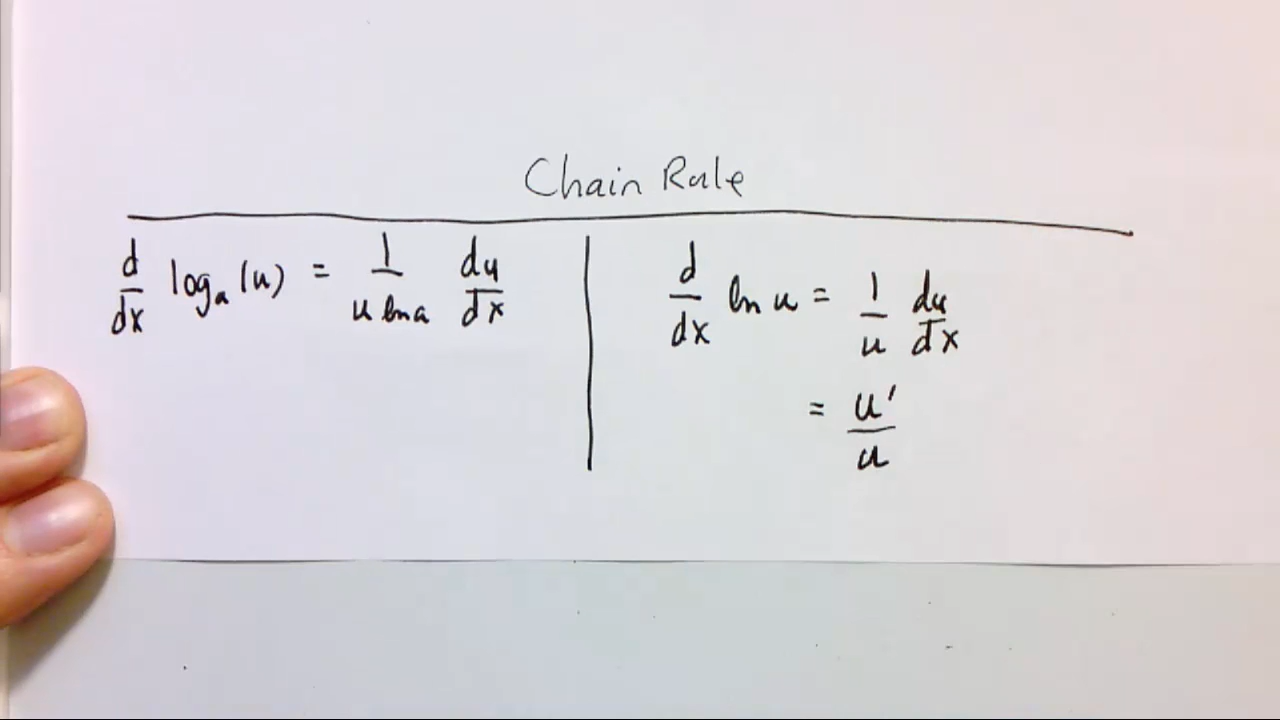 Chain Rule
d/dx logₐ(u) = 1/(u ln a) du/dx
d/dx ln u = 1/u du/dx
= u'/u